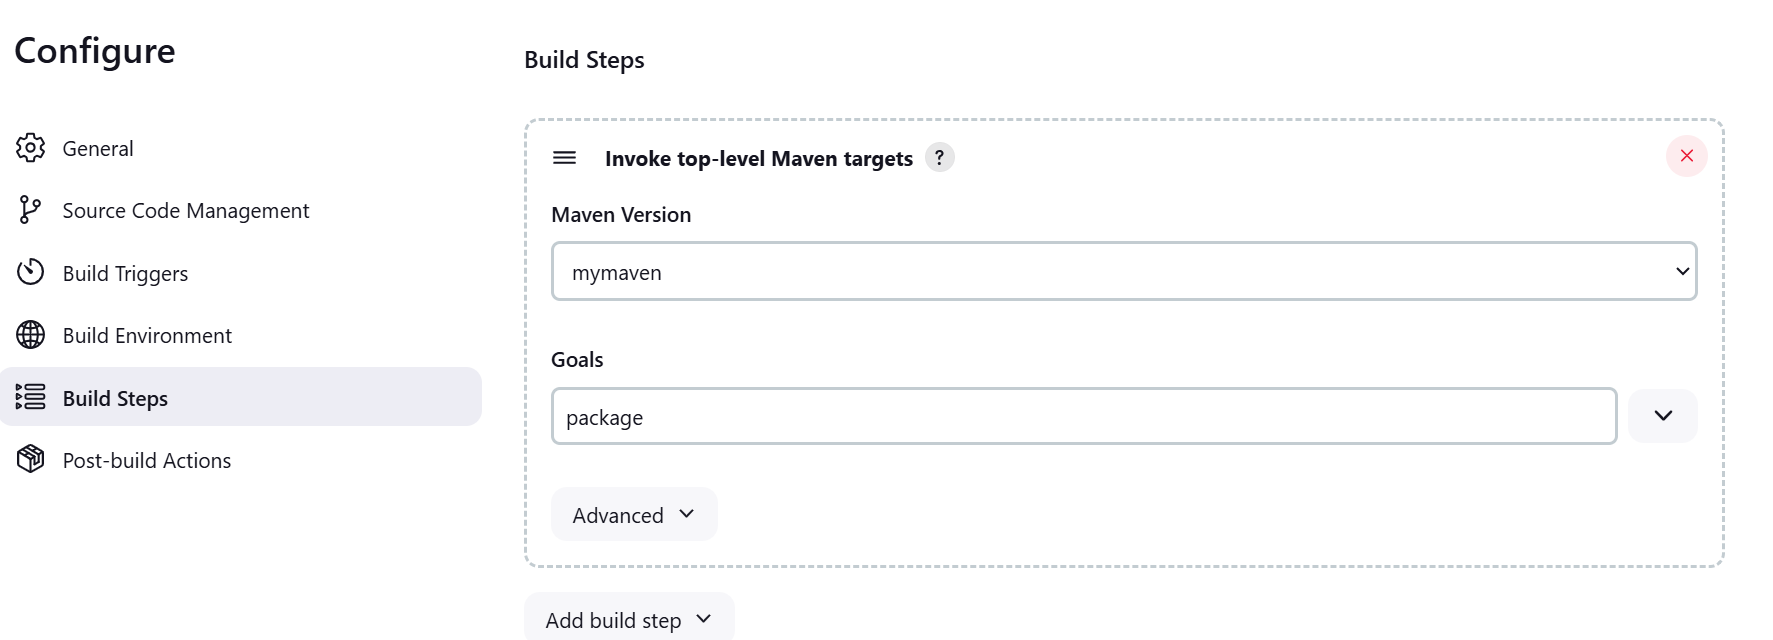 Configure
General
Source Code Management
Build Triggers
Build Environment
Build Steps
Post-build Actions
Build Steps
Invoke top-level Maven targets ?
Maven Version
mymaven
Goals
package
Advanced
Add build step